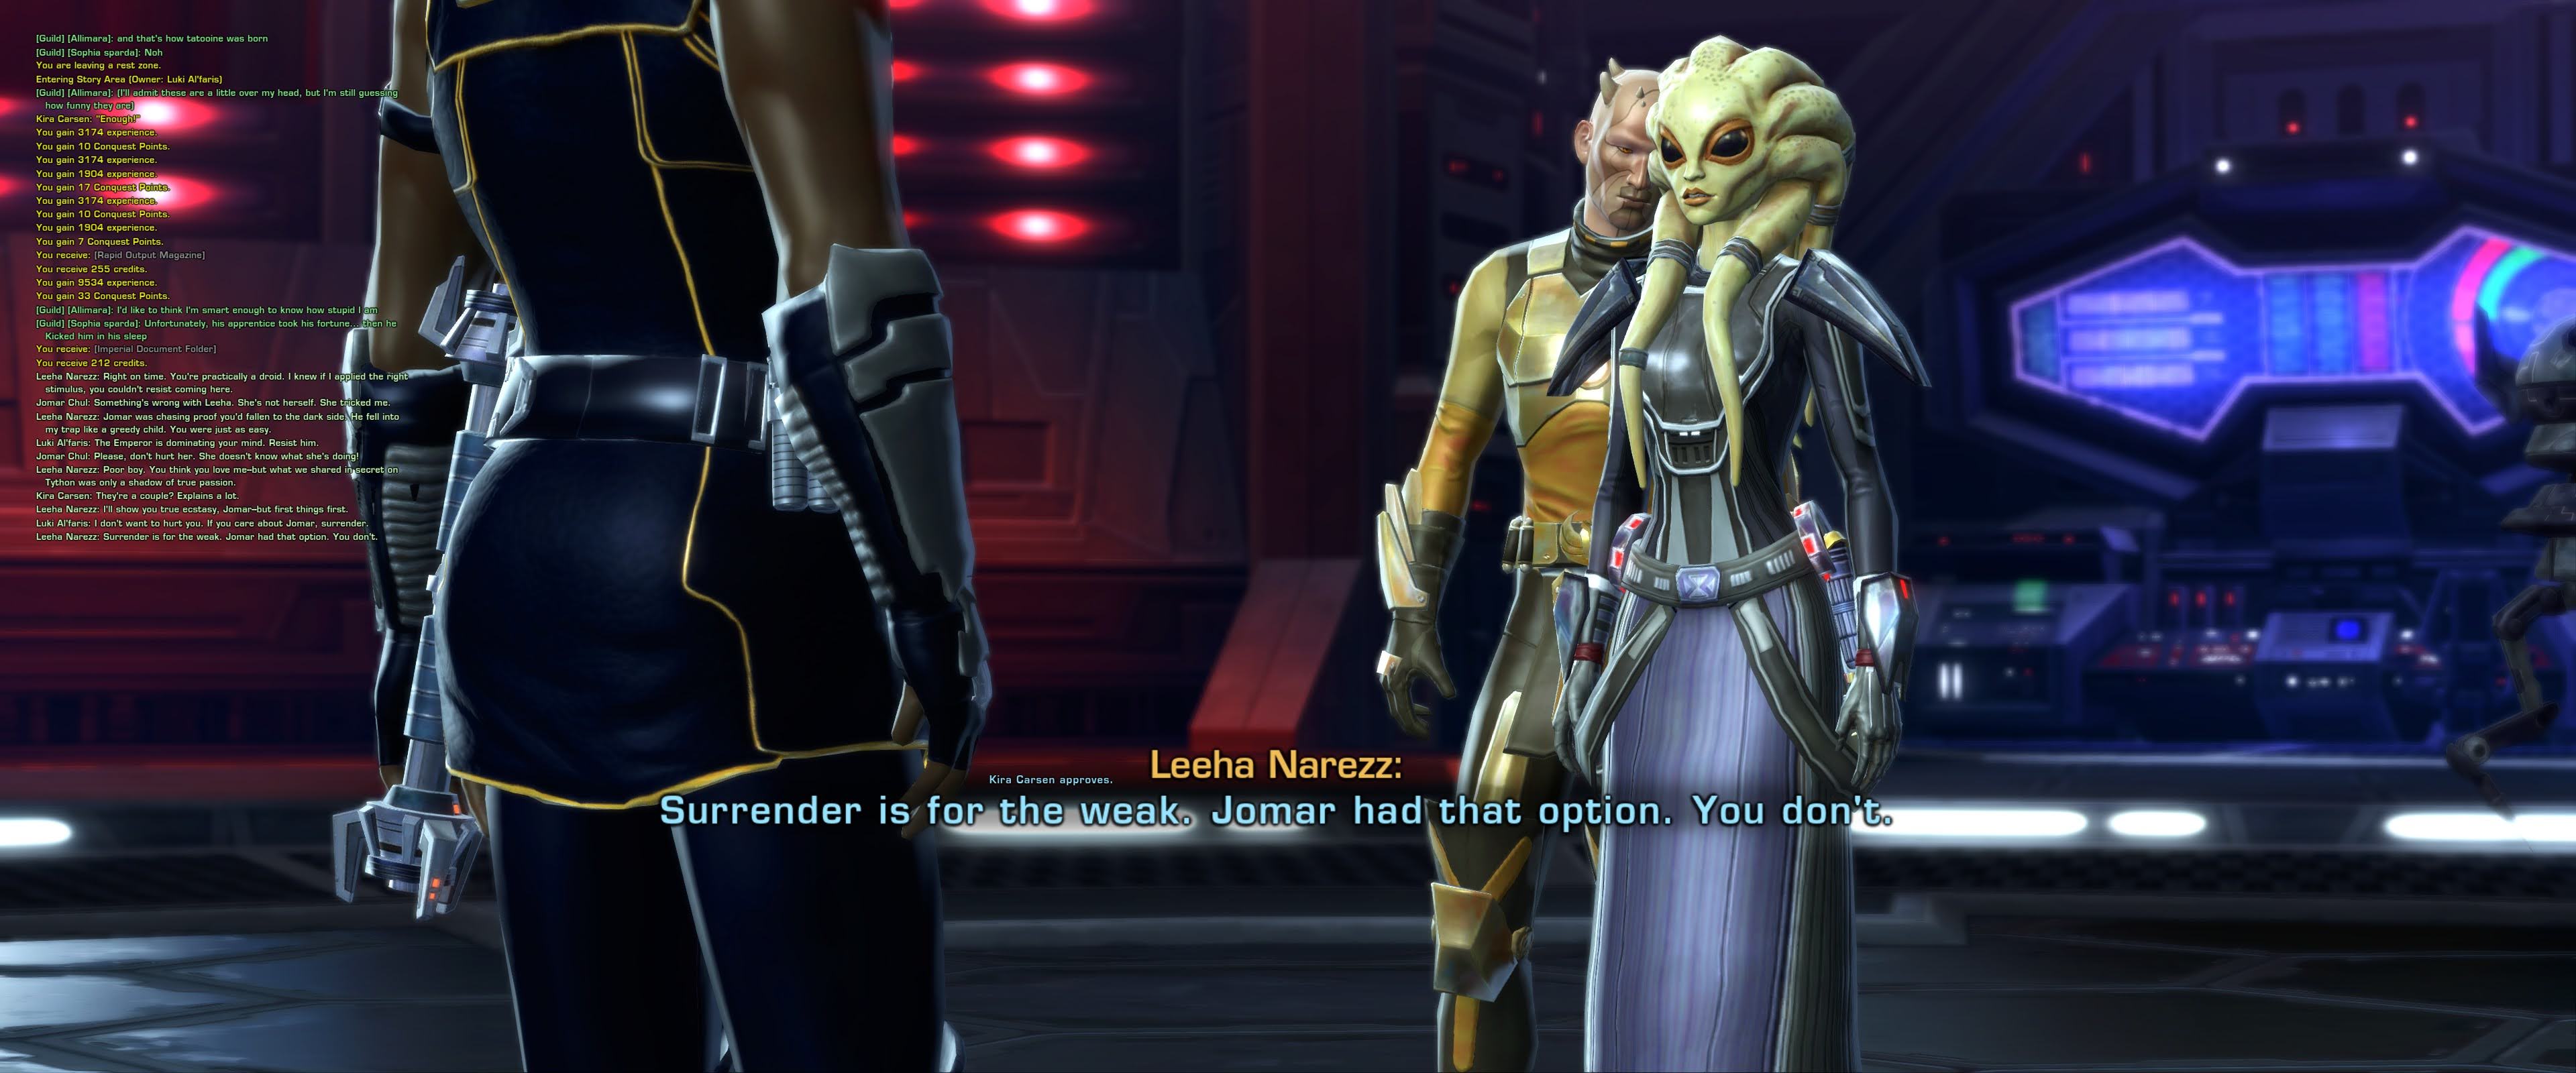 [Guild] [Allimara]: and that's how tatooine was born
[Guild] [Sophia sparda]: Noh
You are leaving a rest zone.
Entering Story Area (Owner: Luki Al'faris)
[Guild] [Allimara]: (I'll admit these are a little over my head, but I'm still guessing
how funny they are)
Kira Carsen: "Enough!"
You gain 3174 experience.
You gain 10 Conquest Points.
You gain 3174 experience.
You gain 1904 experience.
You gain 17 Conquest Points.
You gain 3174 experience.
You gain 10 Conquest Points.
You gain 1904 experience.
You gain 7 Conquest Points.
You receive: [Rapid Output Magazine]
You receive 255 credits.
You gain 9534 experience.
You gain 33 Conquest Points.
[Guild] [Allimara]: I'd like to think I'm smart enough to know how stupid I am
[Guild] [Sophia sparda]: Unfortunately, his apprentice took his fortune... then he
Kicked him in his sleep
You receive: [Imperial Document Folder]
You receive 212 credits.
Leeha Narezz: Right on time. You're practically a droid. I knew if I applied the right
stimulus, you couldn't resist coming here.
Jomar Chul: Something's wrong with Leeha. She's not herself. She tricked me.
Leeha Narezz: Jomar was chasing proof you'd fallen to the dark side. He fell into
my trap like a greedy child. You were just as easy.
Luki Al'faris: The Emperor is dominating your mind. Resist him.
Jomar Chul: Please, don't hurt her. She doesn't know what she's doing!
Leeha Narezz: Poor boy. You think you love me–but what we shared in secret on
Tython was only a shadow of true passion.
Kira Carsen: They're a couple? Explains a lot.
Leeha Narezz: I'll show you true ecstasy, Jomar–but first things first.
Luki Al'faris: I don't want to hurt you. If you care about Jomar, surrender.
Leeha Narezz: Surrender is for the weak. Jomar had that option. You don't.
Leeha Narezz:
Kira Carsen approves.
Surrender is for the weak. Jomar had that option. You don't.